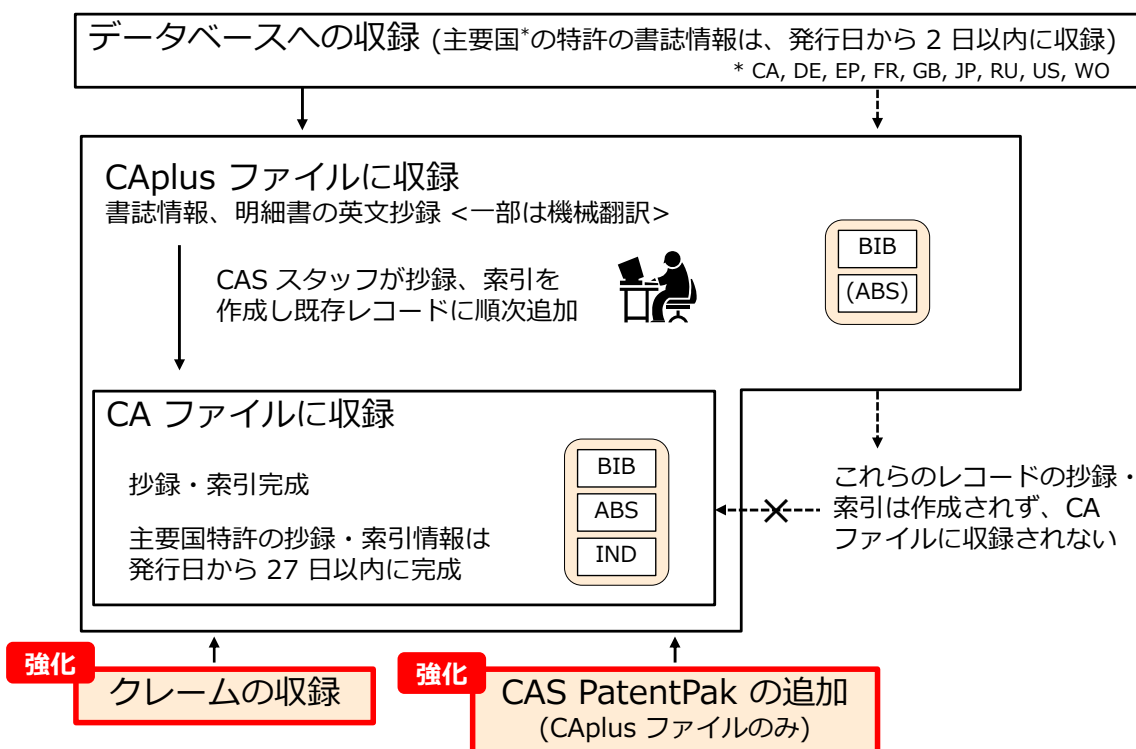 データベースへの収録 (主要国*の特許の書誌情報は、発行日から 2 日以内に収録)
* CA, DE, EP, FR, GB, JP, RU, US, WO
CAplus ファイルに収録
書誌情報、明細書の英文抄録 <一部は機械翻訳>
CAS スタッフが抄録、索引を
作成し既存レコードに順次追加
BIB
(ABS)
CA ファイルに収録
抄録・索引完成
主要国特許の抄録・索引情報は
発行日から 27 日以内に完成
BIB
ABS
IND
これらのレコードの抄録・
索引は作成されず、CA
ファイルに収録されない
強化
クレームの収録
強化
CAS PatentPak の追加
(CAplus ファイルのみ)